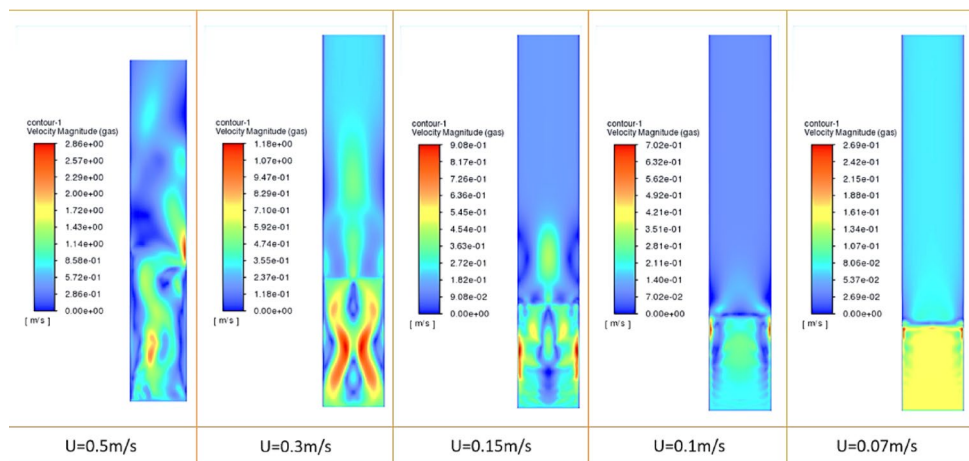 contour-1
Velocity Magnitude (gas)
2.86e+00
2.57e+00
2.29e+00
2.00e+00
1.72e+00
1.43e+00
1.14e+00
8.58e-01
5.72e-01
2.86e-01
0.00e+00
[ m/s ]
contour-1
Velocity Magnitude (gas)
1.18e+00
1.07e+00
9.47e-01
8.29e-01
7.10e-01
5.92e-01
4.74e-01
3.55e-01
2.37e-01
1.18e-01
0.00e+00
[ m/s ]
contour-1
Velocity Magnitude (gas)
9.08e-01
8.17e-01
7.26e-01
6.36e-01
5.45e-01
4.54e-01
3.63e-01
2.72e-01
1.82e-01
9.08e-02
0.00e+00
[ m/s ]
contour-1
Velocity Magnitude (gas)
7.02e-01
6.32e-01
5.62e-01
4.91e-01
4.21e-01
3.51e-01
2.81e-01
2.11e-01
1.40e-01
7.02e-02
0.00e+00
[ m/s ]
contour-1
Velocity Magnitude (gas)
2.69e-01
2.42e-01
2.15e-01
1.88e-01
1.61e-01
1.34e-01
1.07e-01
8.06e-02
5.37e-02
2.69e-02
0.00e+00
[ m/s ]
U=0.5m/s
U=0.3m/s
U=0.15m/s
U=0.1m/s
U=0.07m/s